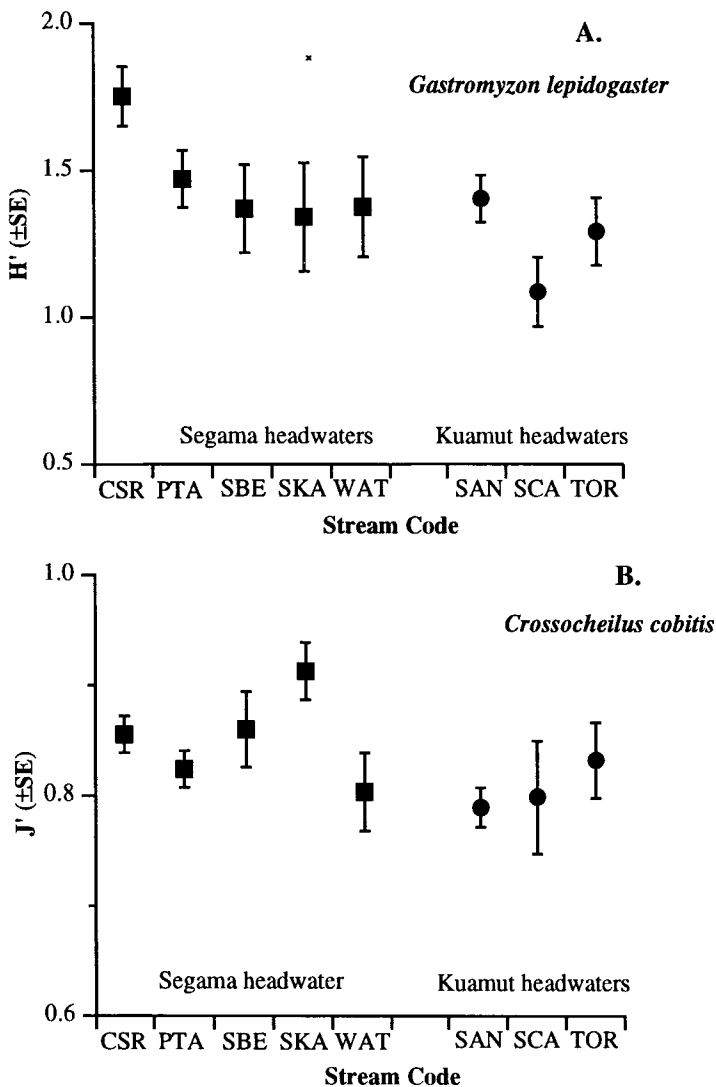 2.0
A.
Gastromyzon lepidogaster
1.5
H' (±SE)
1.0
Segama headwaters
Kuamut headwaters
0.5
CSR PTA SBE SKA WAT SAN SCA TOR
Stream Code
1.0
B.
Crossocheilus cobitis
J' (±SE)
0.8
Segama headwater
Kuamut headwaters
0.6
CSR PTA SBE SKA WAT SAN SCA TOR
Stream Code